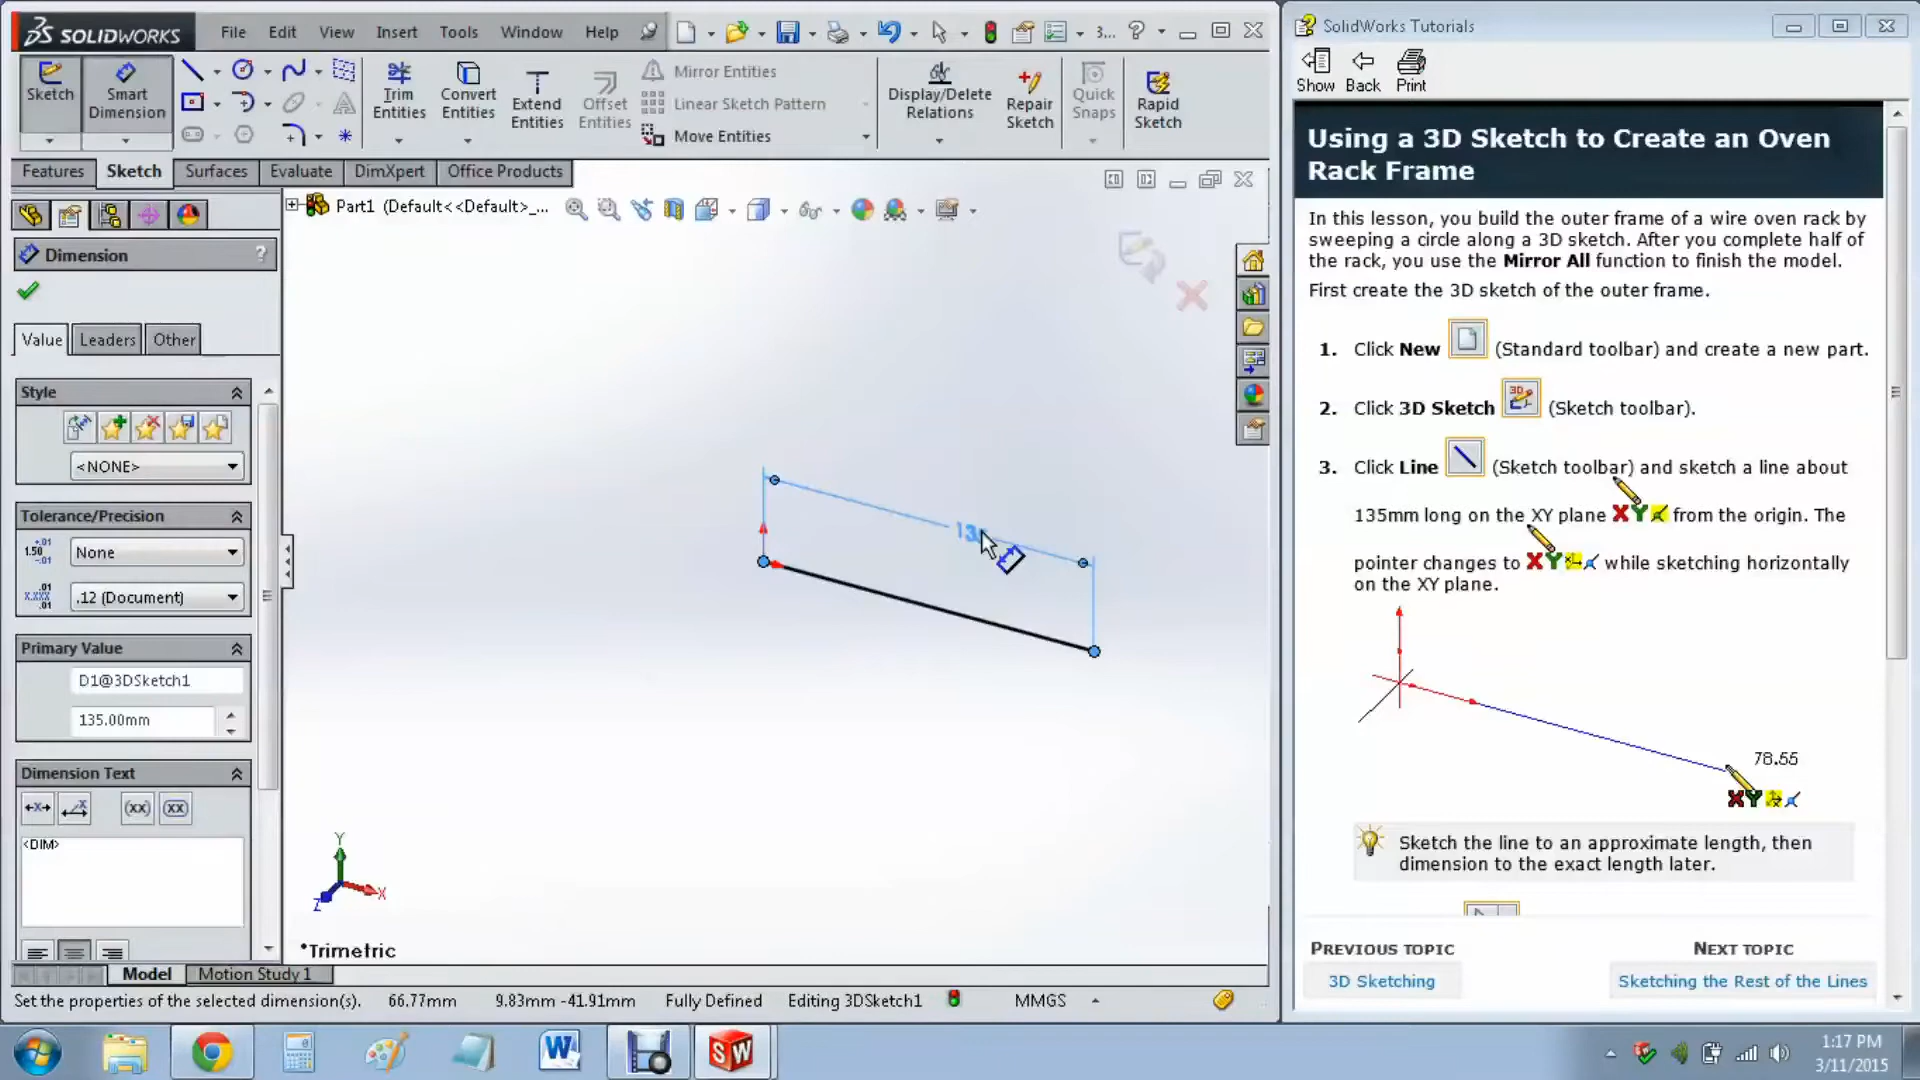 SOLIDWORKS
File Edit View Insert Tools Window Help
3...
Sketch
Smart Dimension
Trim Entities
Convert Entities
Extend Entities
Offset Entities
Mirror Entities
Linear Sketch Pattern
Move Entities
Display/Delete Relations
Repair Sketch
Quick Snaps
Rapid Sketch
Features Sketch Surfaces Evaluate DimXpert Office Products
Part1 (Default<<Default>_...
Dimension ?
Value Leaders Other
Style
<NONE>
Tolerance/Precision
None
.12 (Document)
Primary Value
D1@3DSketch1
135.00mm
Dimension Text
(xx) (xx)
<DIM>
Y
X
Z
*Trimetric
Model Motion Study 1
Set the properties of the selected dimension(s). 66.77mm 9.83mm -41.91mm Fully Defined Editing 3DSketch1 MMGS
SolidWorks Tutorials
Show Back Print
Using a 3D Sketch to Create an Oven
Rack Frame
In this lesson, you build the outer frame of a wire oven rack by
sweeping a circle along a 3D sketch. After you complete half of
the rack, you use the Mirror All function to finish the model.
First create the 3D sketch of the outer frame.
1. Click New (Standard toolbar) and create a new part.
2. Click 3D Sketch (Sketch toolbar).
3. Click Line (Sketch toolbar) and sketch a line about
135mm long on the XY plane XY from the origin. The
pointer changes to XY while sketching horizontally
on the XY plane.
78.55
XY
Sketch the line to an approximate length, then
dimension to the exact length later.
PREVIOUS TOPIC NEXT TOPIC
3D Sketching Sketching the Rest of the Lines
1:17 PM
3/11/2015